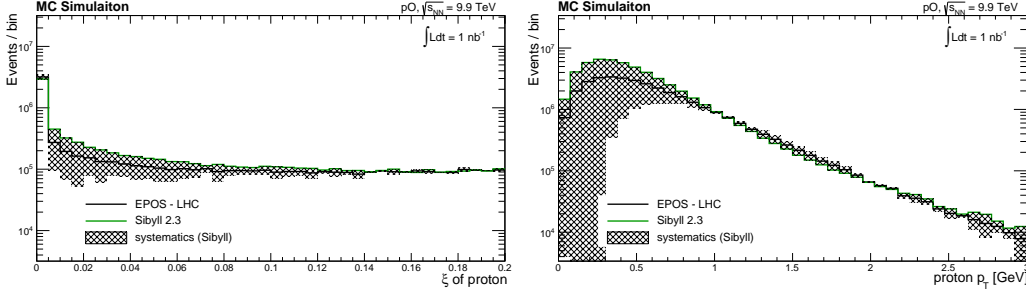 MC Simulaiton
pO, √s_NN = 9.9 TeV
∫Ldt = 1 nb⁻¹
Events / bin
10⁷
10⁶
10⁵
10⁴
EPOS - LHC
Sibyll 2.3
systematics (Sibyll)
0 0.02 0.04 0.06 0.08 0.1 0.12 0.14 0.16 0.18 0.2
ξ of proton
MC Simulaiton
pO, √s_NN = 9.9 TeV
∫Ldt = 1 nb⁻¹
Events / bin
10⁷
10⁶
10⁵
10⁴
EPOS - LHC
Sibyll 2.3
systematics (Sibyll)
0 0.5 1 1.5 2 2.5 3
proton p_T [GeV]